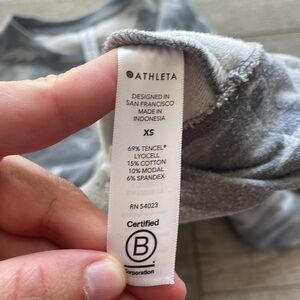 ATHLETA
DESIGNED IN
SAN FRANCISCO
MADE IN
INDONESIA
XS
69% TENCEL®
LYOCELL
15% COTTON
10% MODAL
6% SPANDEX
RN 54023
Certified
B
Corporation